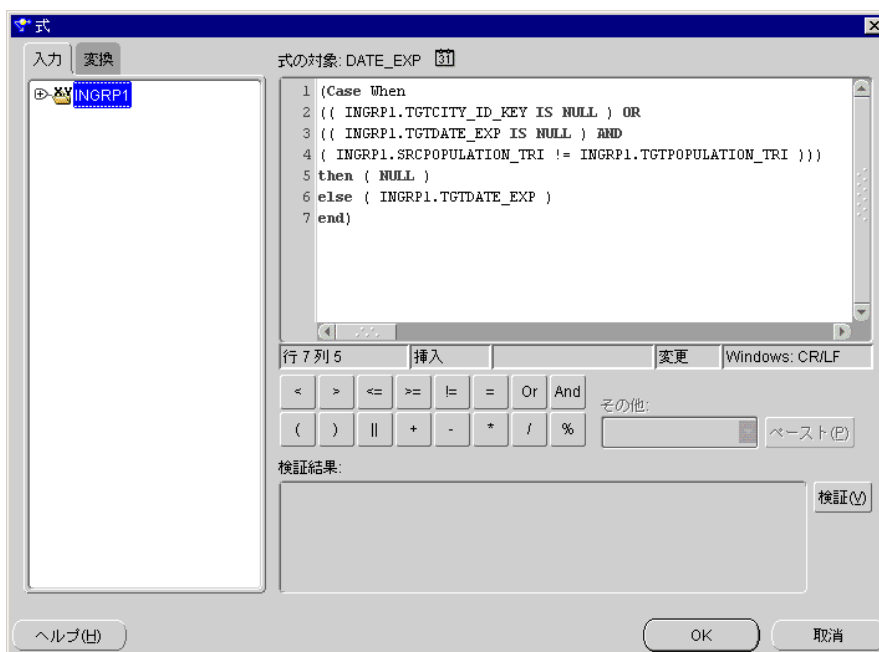 式
入力 変換
式の対象: DATE_EXP 31
INGRP1
1 (Case When
2 (( INGRP1.TGTCITY_ID_KEY IS NULL ) OR
3 (( INGRP1.TGTDATE_EXP IS NULL ) AND
4 ( INGRP1.SRCPOPULATION_TRI != INGRP1.TGTPOPULATION_TRI )))
5 then ( NULL )
6 else ( INGRP1.TGTDATE_EXP )
7 end)
行 7 列 5 挿入 変更 Windows: CR/LF
< > <= >= != = Or And
その他:
( ) || + - * / % ペースト(P)
検証結果:
検証(V)
ヘルプ(H) OK 取消